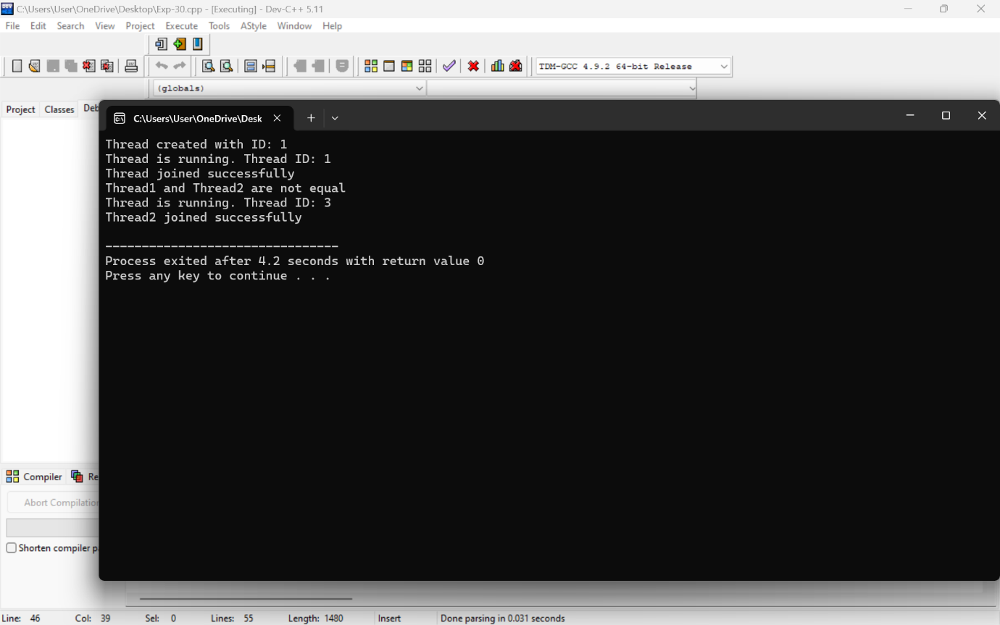 C:\Users\User\OneDrive\Desktop\Exp-30.cpp - [Executing] - Dev-C++ 5.11
File Edit Search View Project Execute Tools AStyle Window Help
TDM-GCC 4.9.2 64-bit Release
(globals)
Project Classes Deb
C:\Users\User\OneDrive\Desk
Thread created with ID: 1
Thread is running. Thread ID: 1
Thread joined successfully
Thread1 and Thread2 are not equal
Thread is running. Thread ID: 3
Thread2 joined successfully
--------------------------------
Process exited after 4.2 seconds with return value 0
Press any key to continue . . .
Compiler Re
Abort Compilation
Shorten compiler p
Line: 46 Col: 39 Sel: 0 Lines: 55 Length: 1480 Insert Done parsing in 0.031 seconds